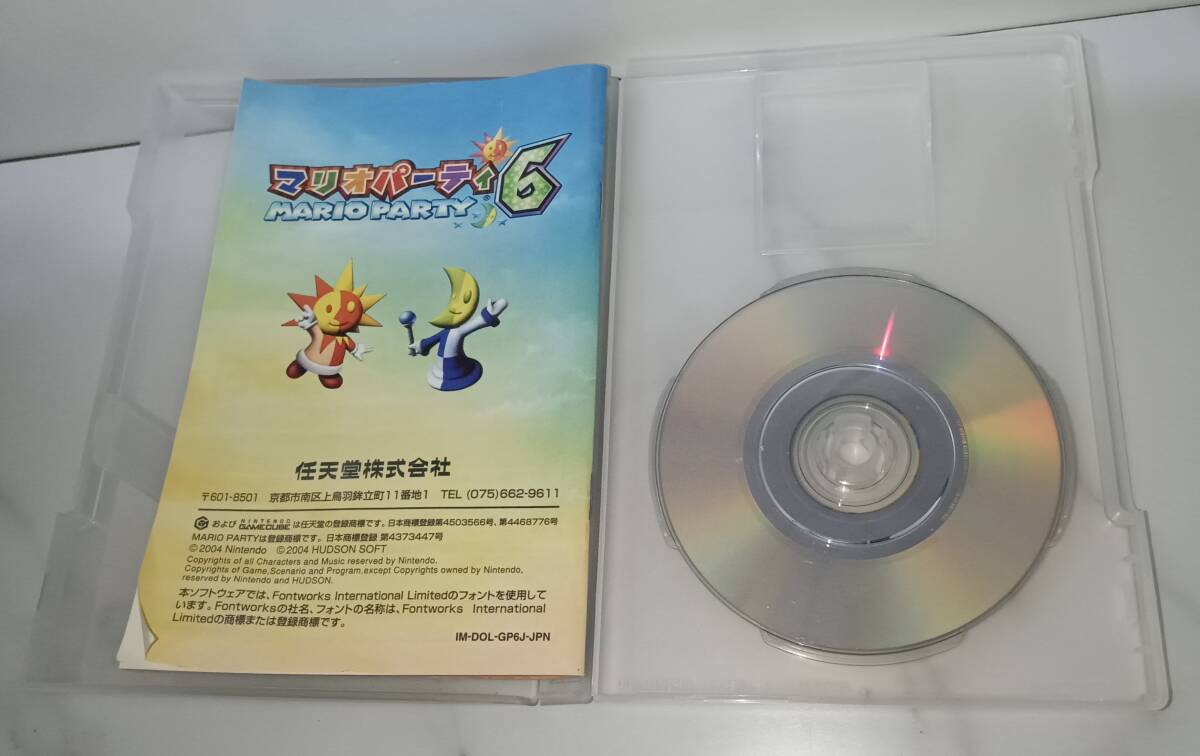 マリオパーティ6
MARIO PARTY®
任天堂株式会社
〒601-8501 京都市南区上鳥羽鉾立町11番地1 TEL (075)662-9611
および NINTENDO GAMECUBE は任天堂の登録商標です。日本商標登録第4503566号、第4468776号
MARIO PARTYは登録商標です。日本商標登録 第4373447号
© 2004 Nintendo © 2004 HUDSON SOFT
Copyrights of all Characters and Music reserved by Nintendo.
Copyrights of Game,Scenario and Program,except Copyrights owned by Nintendo,
reserved by Nintendo and HUDSON.
本ソフトウェアでは、Fontworks International Limitedのフォントを使用して
います。Fontworksの社名、フォントの名称は、Fontworks International
Limitedの商標または登録商標です。
IM-DOL-GP6J-JPN